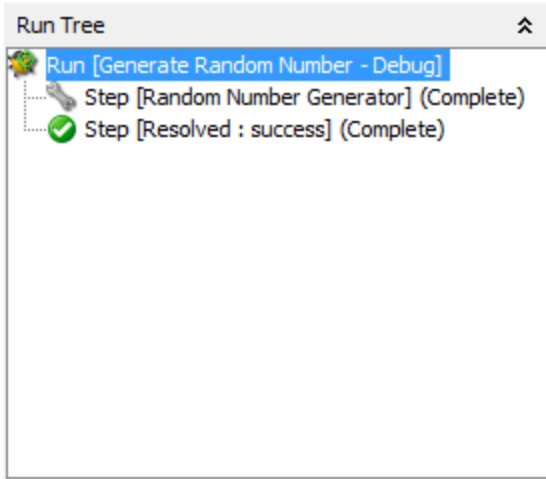 Run Tree
Run [Generate Random Number - Debug]
Step [Random Number Generator] (Complete)
Step [Resolved : success] (Complete)